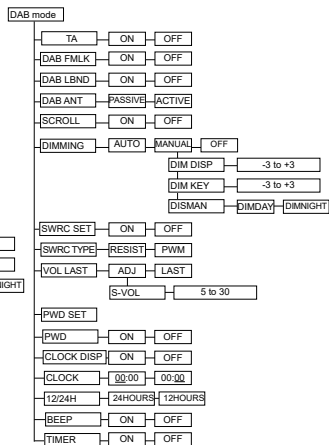 DAB mode
TA ON OFF
DAB FMLK ON OFF
DAB LBND ON OFF
DAB ANT PASSIVE ACTIVE
SCROLL ON OFF
DIMMING AUTO MANUAL OFF
DIM DISP -3 to +3
DIM KEY -3 to +3
DISMAN DIMDAY DIMNIGHT
SWRC SET ON OFF
SWRC TYPE RESIST PWM
VOL LAST ADJ LAST
S-VOL 5 to 30
PWD SET
PWD ON OFF
CLOCK DISP ON OFF
CLOCK 00:00 00:00
12/24H 24HOURS 12HOURS
BEEP ON OFF
TIMER ON OFF